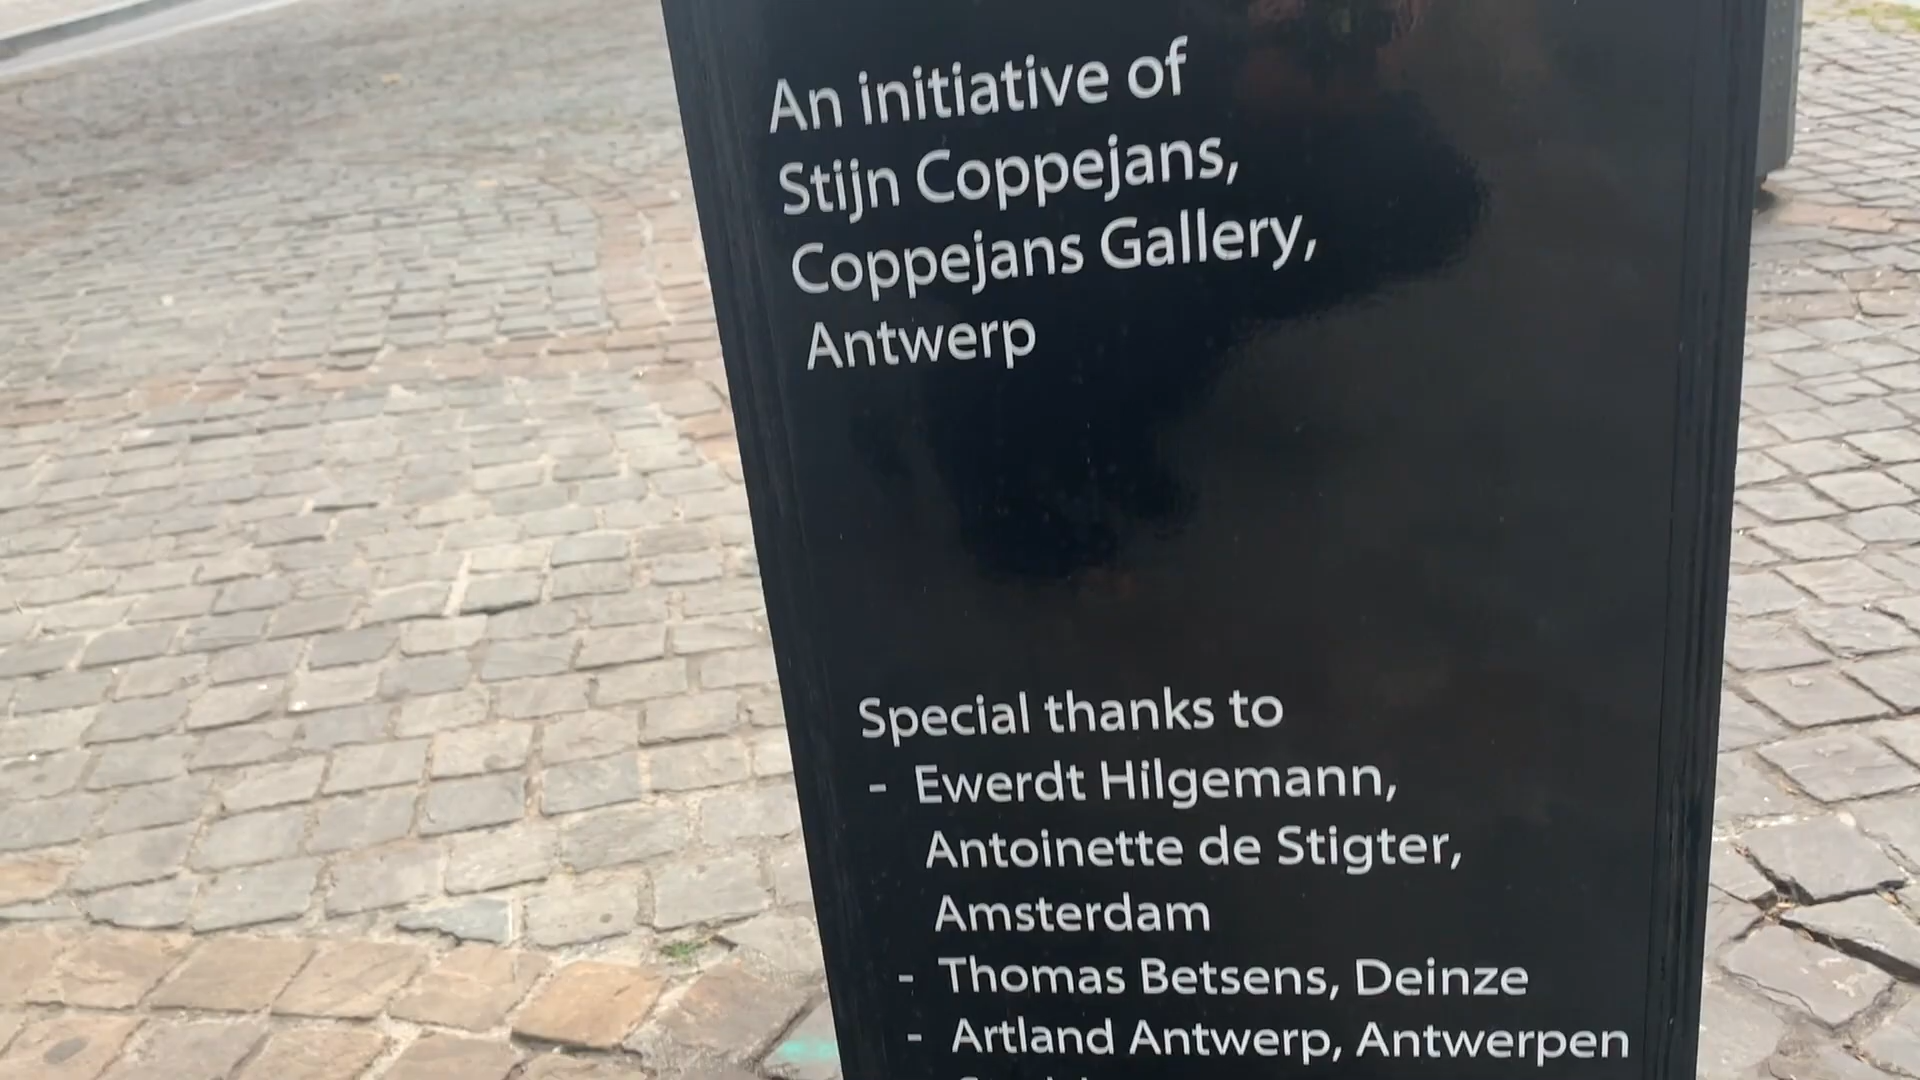 An initiative of
Stijn Coppejans,
Coppejans Gallery,
Antwerp
Special thanks to
- Ewerdt Hilgemann,
Antoinette de Stigter,
Amsterdam
- Thomas Betsens, Deinze
- Artland Antwerp, Antwerpen